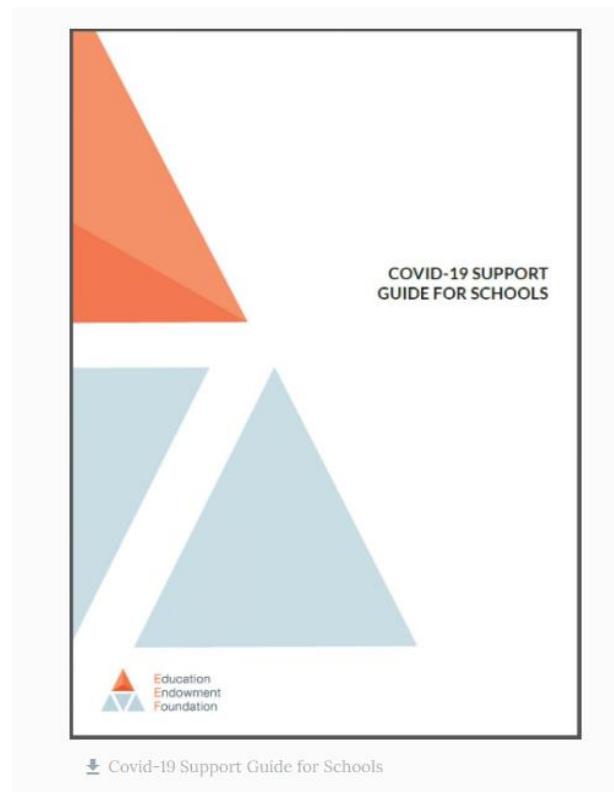 COVID-19 SUPPORT
GUIDE FOR SCHOOLS
Education
Endowment
Foundation
Covid-19 Support Guide for Schools